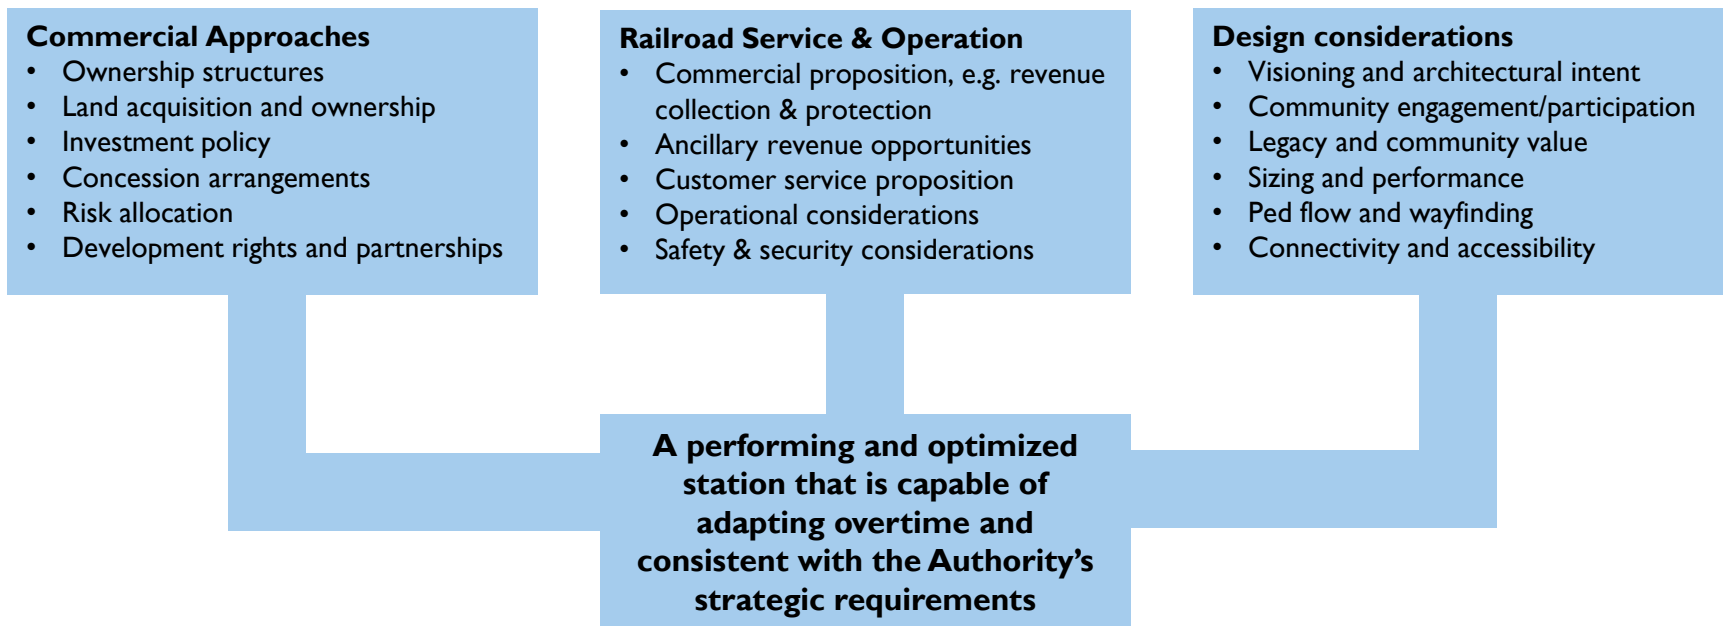 Commercial Approaches
• Ownership structures
• Land acquisition and ownership
• Investment policy
• Concession arrangements
• Risk allocation
• Development rights and partnerships
Railroad Service & Operation
• Commercial proposition, e.g. revenue
collection & protection
• Ancillary revenue opportunities
• Customer service proposition
• Operational considerations
• Safety & security considerations
Design considerations
• Visioning and architectural intent
• Community engagement/participation
• Legacy and community value
• Sizing and performance
• Ped flow and wayfinding
• Connectivity and accessibility
A performing and optimized
station that is capable of
adapting overtime and
consistent with the Authority’s
strategic requirements